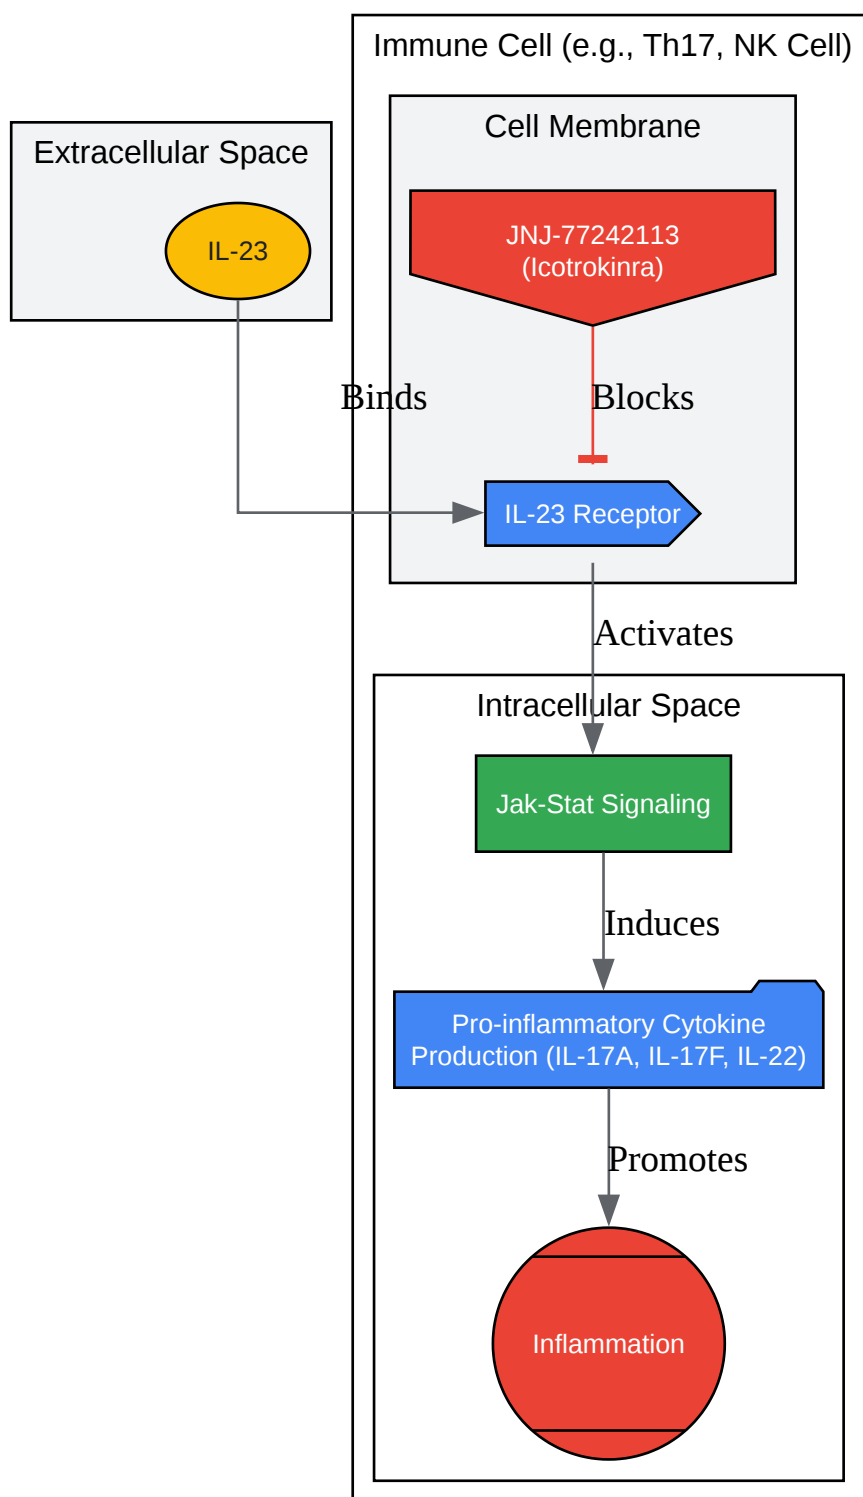 Immune Cell (e.g., Th17, NK Cell)
Cell Membrane
Extracellular Space
IL-23
JNJ-77242113
(Icotrokinra)
Binds
Blocks
IL-23 Receptor
Activates
Intracellular Space
Jak-Stat Signaling
Induces
Pro-inflammatory Cytokine
Production (IL-17A, IL-17F, IL-22)
Promotes
Inflammation